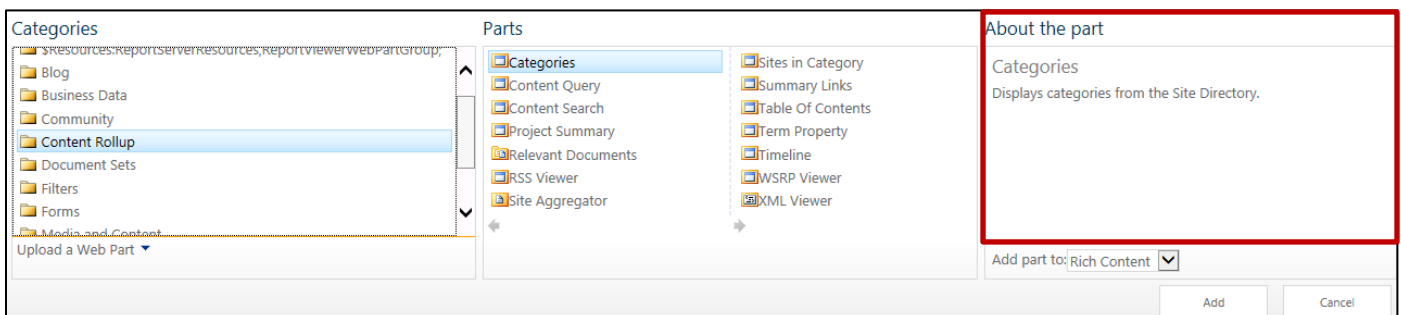 Categories
$Resources:ReportServerResources,ReportViewerWebPartGroup;
Blog
Business Data
Community
Content Rollup
Document Sets
Filters
Forms
Media and Content
Upload a Web Part
Parts
Categories
Content Query
Content Search
Project Summary
Relevant Documents
RSS Viewer
Site Aggregator
Sites in Category
Summary Links
Table Of Contents
Term Property
Timeline
WSRP Viewer
XML Viewer
About the part
Categories
Displays categories from the Site Directory.
Add part to: Rich Content
Add
Cancel